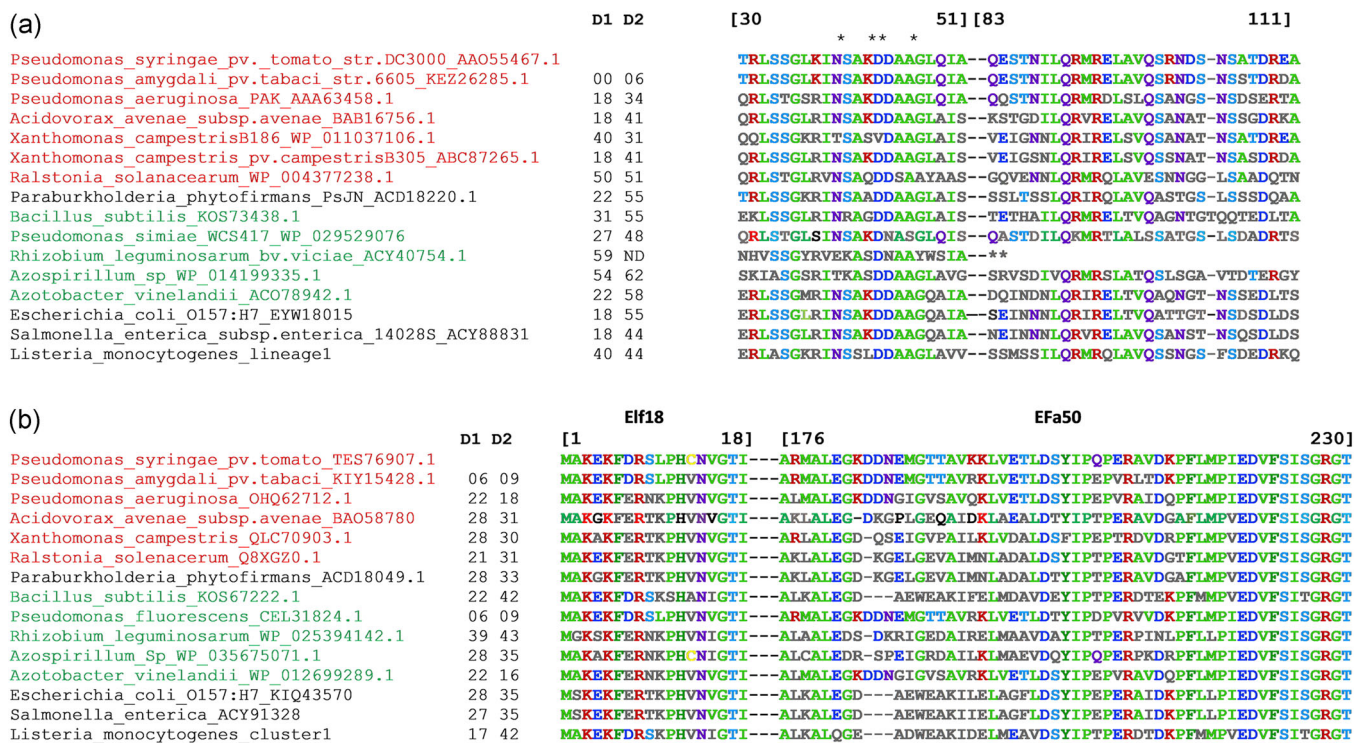 (a) D1 D2 [30 51] [83 111]
* ** *
Pseudomonas_syringae_pv._tomato_str.DC3000_AAO55467.1 TRLSSGLKINSAKDDAAGLQIA--QESTNILQRMRELAVQSRNDS-NSATDREA
Pseudomonas_amygdali_pv.tabaci_str.6605_KEZ26285.1 00 06 TRLSSGLKINSAKDDAAGLQIA--QESTNILQRMRELAVQSRNDS-NSATDRDA
Pseudomonas_aeruginosa_PAK_AAA63458.1 18 34 QRLSTGSRINSAKDDAAGLQIA--QQSTNILQRMRDLSLQSANGS-NSDSERTA
Acidovorax_avenae_subsp.avenae_BAB16756.1 18 41 QRLSSGLRINSAKDDAAGLAIS--KSTGDILQRVRELAVQSANAT-NSSGDRKA
Xanthomonas_campestrisB186_WP_011037106.1 40 31 QQLSSGKRITSASVDAAGLAIS--VEIGNNLQRIRELSVQSANAT-NSATDREA
Xanthomonas_campestris_pv.campestrisB305_ABC87265.1 18 41 QRLSSGLRINSAKDDAAGLAIS--VEIGSNLQRIRELAVQSANAT-NSASDRDA
Ralstonia_solanacearum_WP_004377238.1 50 51 QRLSTGLRVNSAQDDSAAYAAS--GQVENNLQRMRELAVESNNGG-LSAADQTN
Paraburkholderia_phytofirmans_PsJN_ACD18220.1 22 55 TRLSSGKRINSAADDAAGLAIS--SSLTSSLQRIRQLAVQASTGS-LSSSDQAA
Bacillus_subtilis_KOS73438.1 31 55 EKLSSGLRINRAGDDAAGLAIS--TETHAILQRMRELTVQAGNTGTQQTEDLTA
Pseudomonas_simiae_WCS417_WP_029529076 27 48 QRLSTGLSINSAKDNASGLQIS--QASTDILQKMRTLALSSATGS-LSDADRTS
Rhizobium_leguminosarum_bv.viciae_ACY40754.1 59 ND NHVSSGYRVEKASDNAAYWSIA--**
Azospirillum_sp_WP_014199335.1 54 62 SKIASGSRITRAADDAAGLAVG--SRVSDIVQRMRSLATQSLSGA-VTDTERGY
Azotobacter_vinelandii_ACO78942.1 22 58 ERLSSGMRINSAKDDAAGQAIA--DQINDNLQRIRELTVQAQNGT-NSSEDLTS
Escherichia_coli_O157:H7_EYW18015 18 55 ERLSSGLRINSAKDDAAGQAIA--SEINNNLQRIRELTVQATTGT-NSDSDLDS
Salmonella_enterica_subsp.enterica_14028S_ACY88831 18 44 ERLSSGLRINSAKDDAAGQAIA--NEINNNLQRVRELAVQSANST-NSQSDLDS
Listeria_monocytogenes_lineage1 40 44 ERLASGKRINSSLDDAAGLAVV--SSMSSILQRMRQLAVQSSNGS-FSDEDRKQ
(b) Elf18 EFa50
D1 D2 [1 18] [176 230]
Pseudomonas_syringae_pv.tomato_TES76907.1 MAKEKFDRSLPHCNVGTI---ARMALEGKDDNEMGTTAVKKLVETLDSYIPQPERAVDKPFLMPIEDVFSISGRGT
Pseudomonas_amygdali_pv.tabaci_KIY15428.1 06 09 MAKEKFDRSLPHVNVGTI---ARMALEGKDDNEMGTTAVKKLVETLDSYIPEPVRLTDKPFLMPIEDVFSISGRGT
Pseudomonas_aeruginosa_OHQ62712.1 22 18 MAKEKFERNKPHVNVGTI---ALMALEGKDDNGIGVSAVQKLVETLDSYIPEPVRAIDQPFLMPIEDVFSISGRGT
Acidovorax_avenae_subsp.avenae_BAO58780 28 31 MAKGKFERTKPHVNVGTI---AKLALEGD-DKGPLGEQAIDKLAEALDTYIPTPERAVDGAFLMPVEDVFSISGRGT
Xanthomonas_campestris_QLC70903.1 28 30 MAKAKFERTKPHVNVGTI---ARLALEGD-QSEIGVPAILKLVDALDSFIPEPTRDVDRPFLMPVEDVFSISGRGT
Ralstonia_solenacerum_Q8XGZ0.1 21 31 MAKEKFERTKPHVNVGTI---AKLALEGD-KGELGEVAIMNLADALDSYIPTPERAVDGTFLMPVEDVFSISGRGT
Paraburkholderia_phytofirmans_ACD18049.1 28 33 MAKGKFERTKPHVNVGTI---AKLALEGD-KGELGEVAIMNLADALDTYIPTPERAVDGAFLMPVEDVFSISGRGT
Bacillus_subtilis_KOS67222.1 22 42 MAKEKFDRSKSHANIGTI---ALKALEGD---AEWEAKIIELMDAVDEYIPTPERDTEKPFMMPVEDVFSITGRGT
Pseudomonas_fluorescens_CEL31824.1 06 09 MAKEKFDRSLPHVNVGTI---ARMALEGKDDNEMGTTAVRKLVETLDTYIPDPVRVVDKPFLMPIEDVFSISGRGT
Rhizobium_leguminosarum_WP_025394142.1 39 43 MGKSKFERNKPHVNIGTI---ALAALEDS-DKRIGEDAIRELMAAVDAYIPTPERPINLPFLLPIEDVFSISGRGT
Azospirillum_Sp_WP_035675071.1 28 35 MAKAKFERNKPHCNIGTI---ALCALEDR-SPEIGRDAILKLMAEVDQYIPQPERPKDRPFLMPIEDVFSISGRGT
Azotobacter_vinelandii_WP_012699289.1 22 16 MAKEKFERNKPHVNVGTI---ALMALEGKDDNGIGVSAVRKLVETLDSYIPEPVRAIDQPFLMPIEDVFSISGRGT
Escherichia_coli_O157:H7_KIQ43570 28 35 MSKEKFERTKPHVNVGTI---ALKALEGD---AEWEAKILELAGFLDSYIPEPERAIDKPFLLPIEDVFSISGRGT
Salmonella_enterica_ACY91328 27 35 MSKEKFERTKPHVNVGTI---ALKALEGD---AEWEAKIIELAGFLDSYIPEPERAIDKPFLLPIEDVFSISGRGT
Listeria_monocytogenes_cluster1 17 42 MAKEKFDRSKPHVNIGTI---ALKALQGE---ADWEAKIDELMEAVDSYIPTPERDTDKPFMMPVEDVFSITGRGT